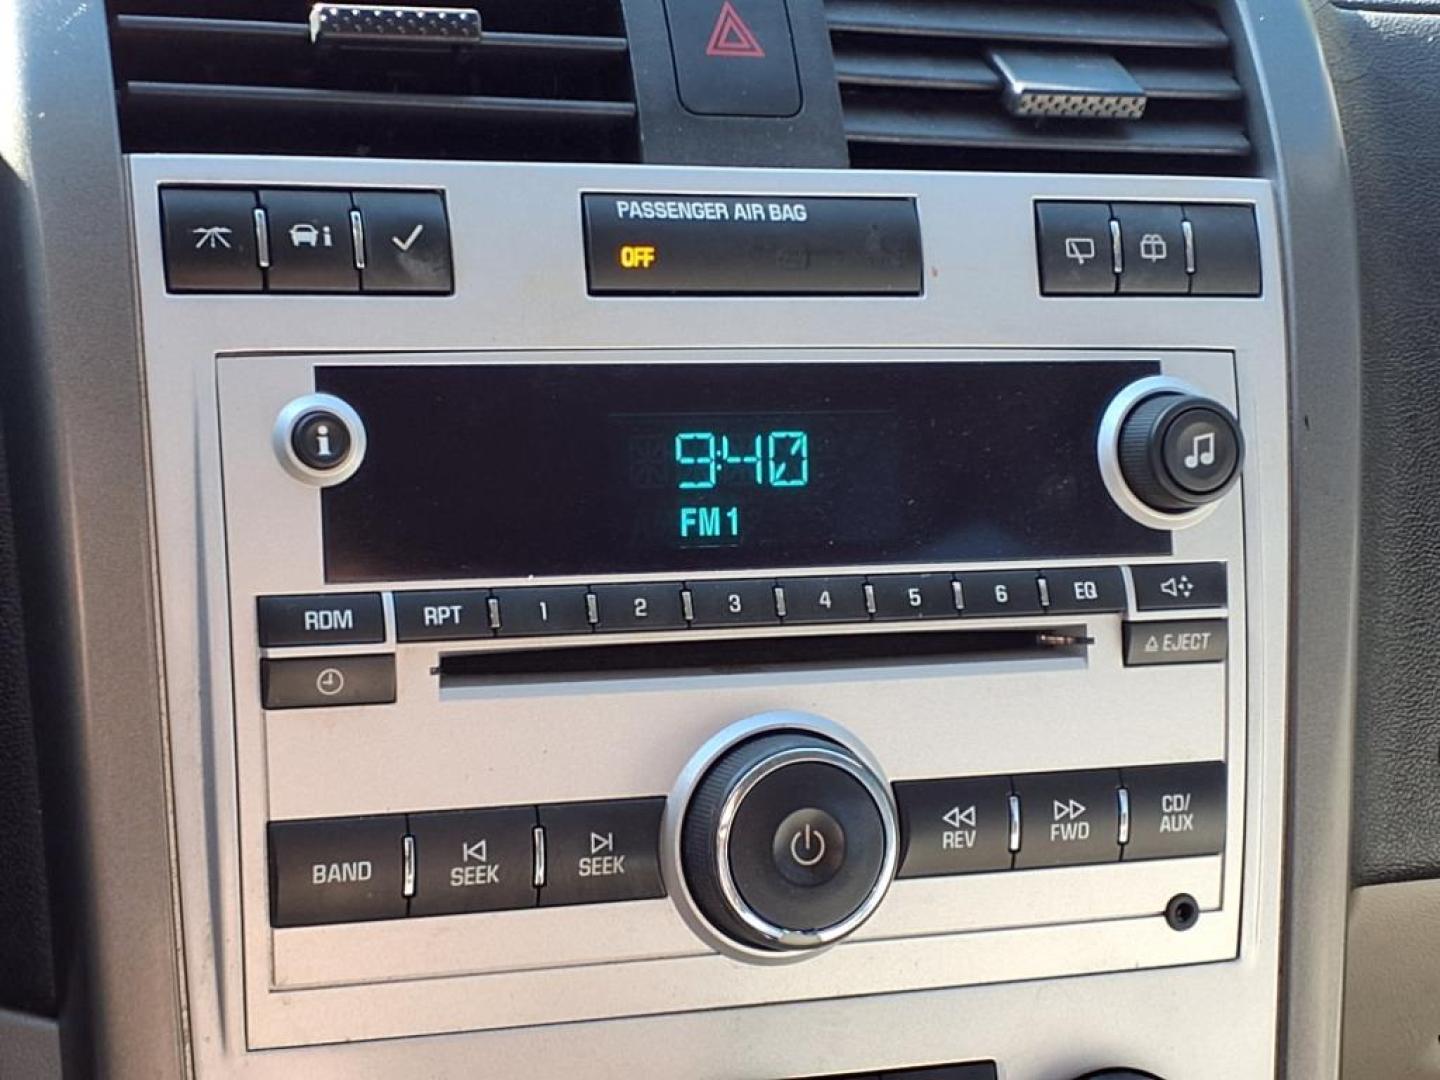 PASSENGER AIR BAG
OFF
i
i
9:40
FM1
RDM RPT 1 2 3 4 5 6 EQ
EJECT
BAND SEEK SEEK REV FWD CD/
AUX